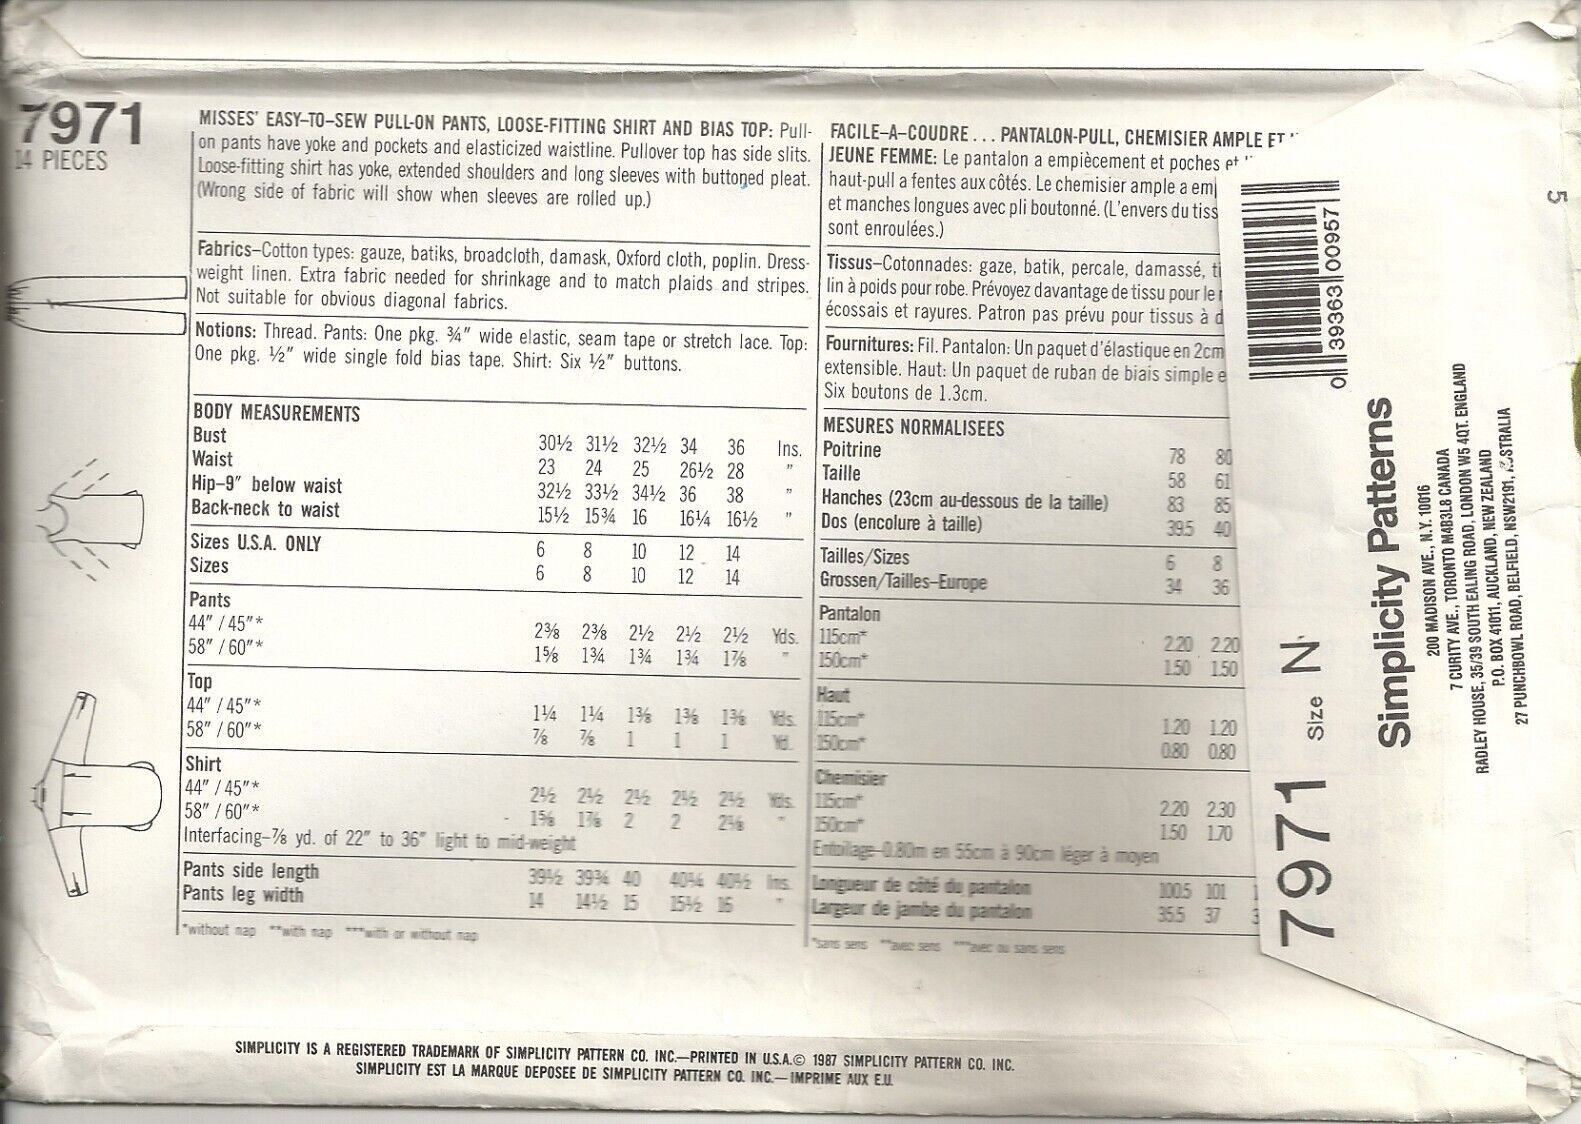 7971
14 PIECES
MISSES' EASY–TO–SEW PULL-ON PANTS, LOOSE-FITTING SHIRT AND BIAS TOP: Pull-
on pants have yoke and pockets and elasticized waistline. Pullover top has side slits.
Loose-fitting shirt has yoke, extended shoulders and long sleeves with buttoned pleat.
(Wrong side of fabric will show when sleeves are rolled up.)
Fabrics–Cotton types: gauze, batiks, broadcloth, damask, Oxford cloth, poplin. Dress-
weight linen. Extra fabric needed for shrinkage and to match plaids and stripes.
Not suitable for obvious diagonal fabrics.
Notions: Thread. Pants: One pkg. ¾" wide elastic, seam tape or stretch lace. Top:
One pkg. ½" wide single fold bias tape. Shirt: Six ½" buttons.
BODY MEASUREMENTS
Bust 30½ 31½ 32½ 34 36 Ins.
Waist 23 24 25 26½ 28 "
Hip–9" below waist 32½ 33½ 34½ 36 38 "
Back-neck to waist 15½ 15¾ 16 16¼ 16½ "
Sizes U.S.A. ONLY 6 8 10 12 14
Sizes 6 8 10 12 14
Pants
44" / 45"* 2⅜ 2⅜ 2½ 2½ 2½ Yds.
58" / 60"* 1⅝ 1¾ 1¾ 1¾ 1⅞ "
Top
44" / 45"* 1¼ 1¼ 1⅜ 1⅜ 1⅜ Yds.
58" / 60"* ⅞ ⅞ 1 1 1 Yd.
Shirt
44" / 45"* 2½ 2½ 2½ 2½ 2½ Yds.
58" / 60"* 1⅝ 1⅞ 2 2 2⅛ "
Interfacing–⅞ yd. of 22" to 36" light to mid-weight
Pants side length 39½ 39¾ 40 40¼ 40½ Ins.
Pants leg width 14 14½ 15 15½ 16 "
*without nap **with nap ***with or without nap
FACILE–A–COUDRE . . . PANTALON-PULL, CHEMISIER AMPLE ET
JEUNE FEMME: Le pantalon a empiècement et poches et
haut-pull a fentes aux côtés. Le chemisier ample a em
et manches longues avec pli boutonné. (L'envers du tiss
sont enroulées.)
Tissus–Cotonnades: gaze, batik, percale, damassé, t
lin à poids pour robe. Prévoyez davantage de tissu pour le
écossais et rayures. Patron pas prévu pour tissus à d
Fournitures: Fil. Pantalon: Un paquet d'élastique en 2cm
extensible. Haut: Un paquet de ruban de biais simple e
Six boutons de 1.3cm.
MESURES NORMALISEES
Poitrine 78 80
Taille 58 61
Hanches (23cm au-dessous de la taille) 83 85
Dos (encolure à taille) 39.5 40
Tailles/Sizes 6 8
Grossen/Tailles–Europe 34 36
Pantalon
115cm* 2.20 2.20
150cm* 1.50 1.50
Haut
115cm* 1.20 1.20
150cm* 0.80 0.80
Chemisier
115cm* 2.20 2.30
150cm* 1.50 1.70
Entoilage–0.80m en 55cm à 90cm léger à moyen
Longueur de côté du pantalon 100.5 101 1
Largeur de jambe du pantalon 35.5 37 3
*sans sens **avec sens ***avec ou sans sens
5
0 39363 00957
7971 Size N
Simplicity Patterns
200 MADISON AVE., N.Y. 10016
7 CURITY AVE., TORONTO M4B3L8 CANADA
RADLEY HOUSE, 35/39 SOUTH EALING ROAD, LONDON W5 4QT. ENGLAND
P.O. BOX 41011, AUCKLAND, NEW ZEALAND
27 PUNCHBOWL ROAD, BELFIELD, NSW2191, AUSTRALIA
SIMPLICITY IS A REGISTERED TRADEMARK OF SIMPLICITY PATTERN CO. INC.—PRINTED IN U.S.A.© 1987 SIMPLICITY PATTERN CO. INC.
SIMPLICITY EST LA MARQUE DEPOSEE DE SIMPLICITY PATTERN CO. INC.—IMPRIME AUX E.U.